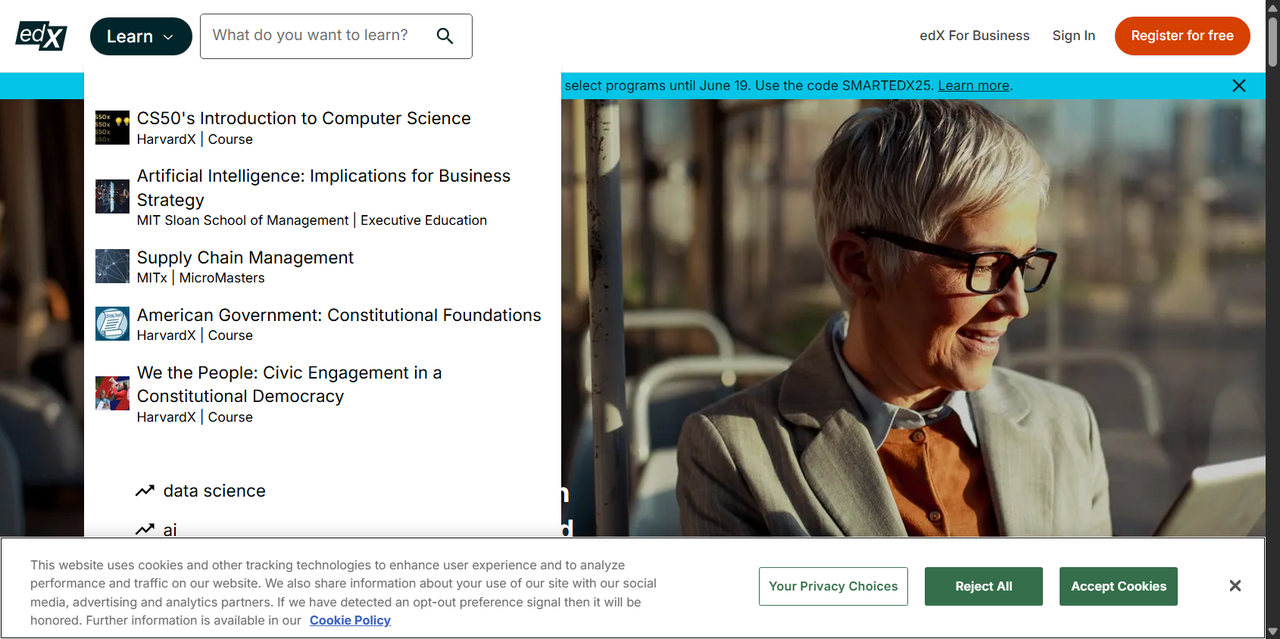 edX
Learn
What do you want to learn?
edX For Business
Sign In
Register for free
select programs until June 19. Use the code SMARTEDX25. Learn more.
CS50's Introduction to Computer Science
HarvardX | Course
Artificial Intelligence: Implications for Business
Strategy
MIT Sloan School of Management | Executive Education
Supply Chain Management
MITx | MicroMasters
American Government: Constitutional Foundations
HarvardX | Course
We the People: Civic Engagement in a
Constitutional Democracy
HarvardX | Course
data science
ai
This website uses cookies and other tracking technologies to enhance user experience and to analyze
performance and traffic on our website. We also share information about your use of our site with our social
media, advertising and analytics partners. If we have detected an opt-out preference signal then it will be
honored. Further information is available in our Cookie Policy
Your Privacy Choices
Reject All
Accept Cookies